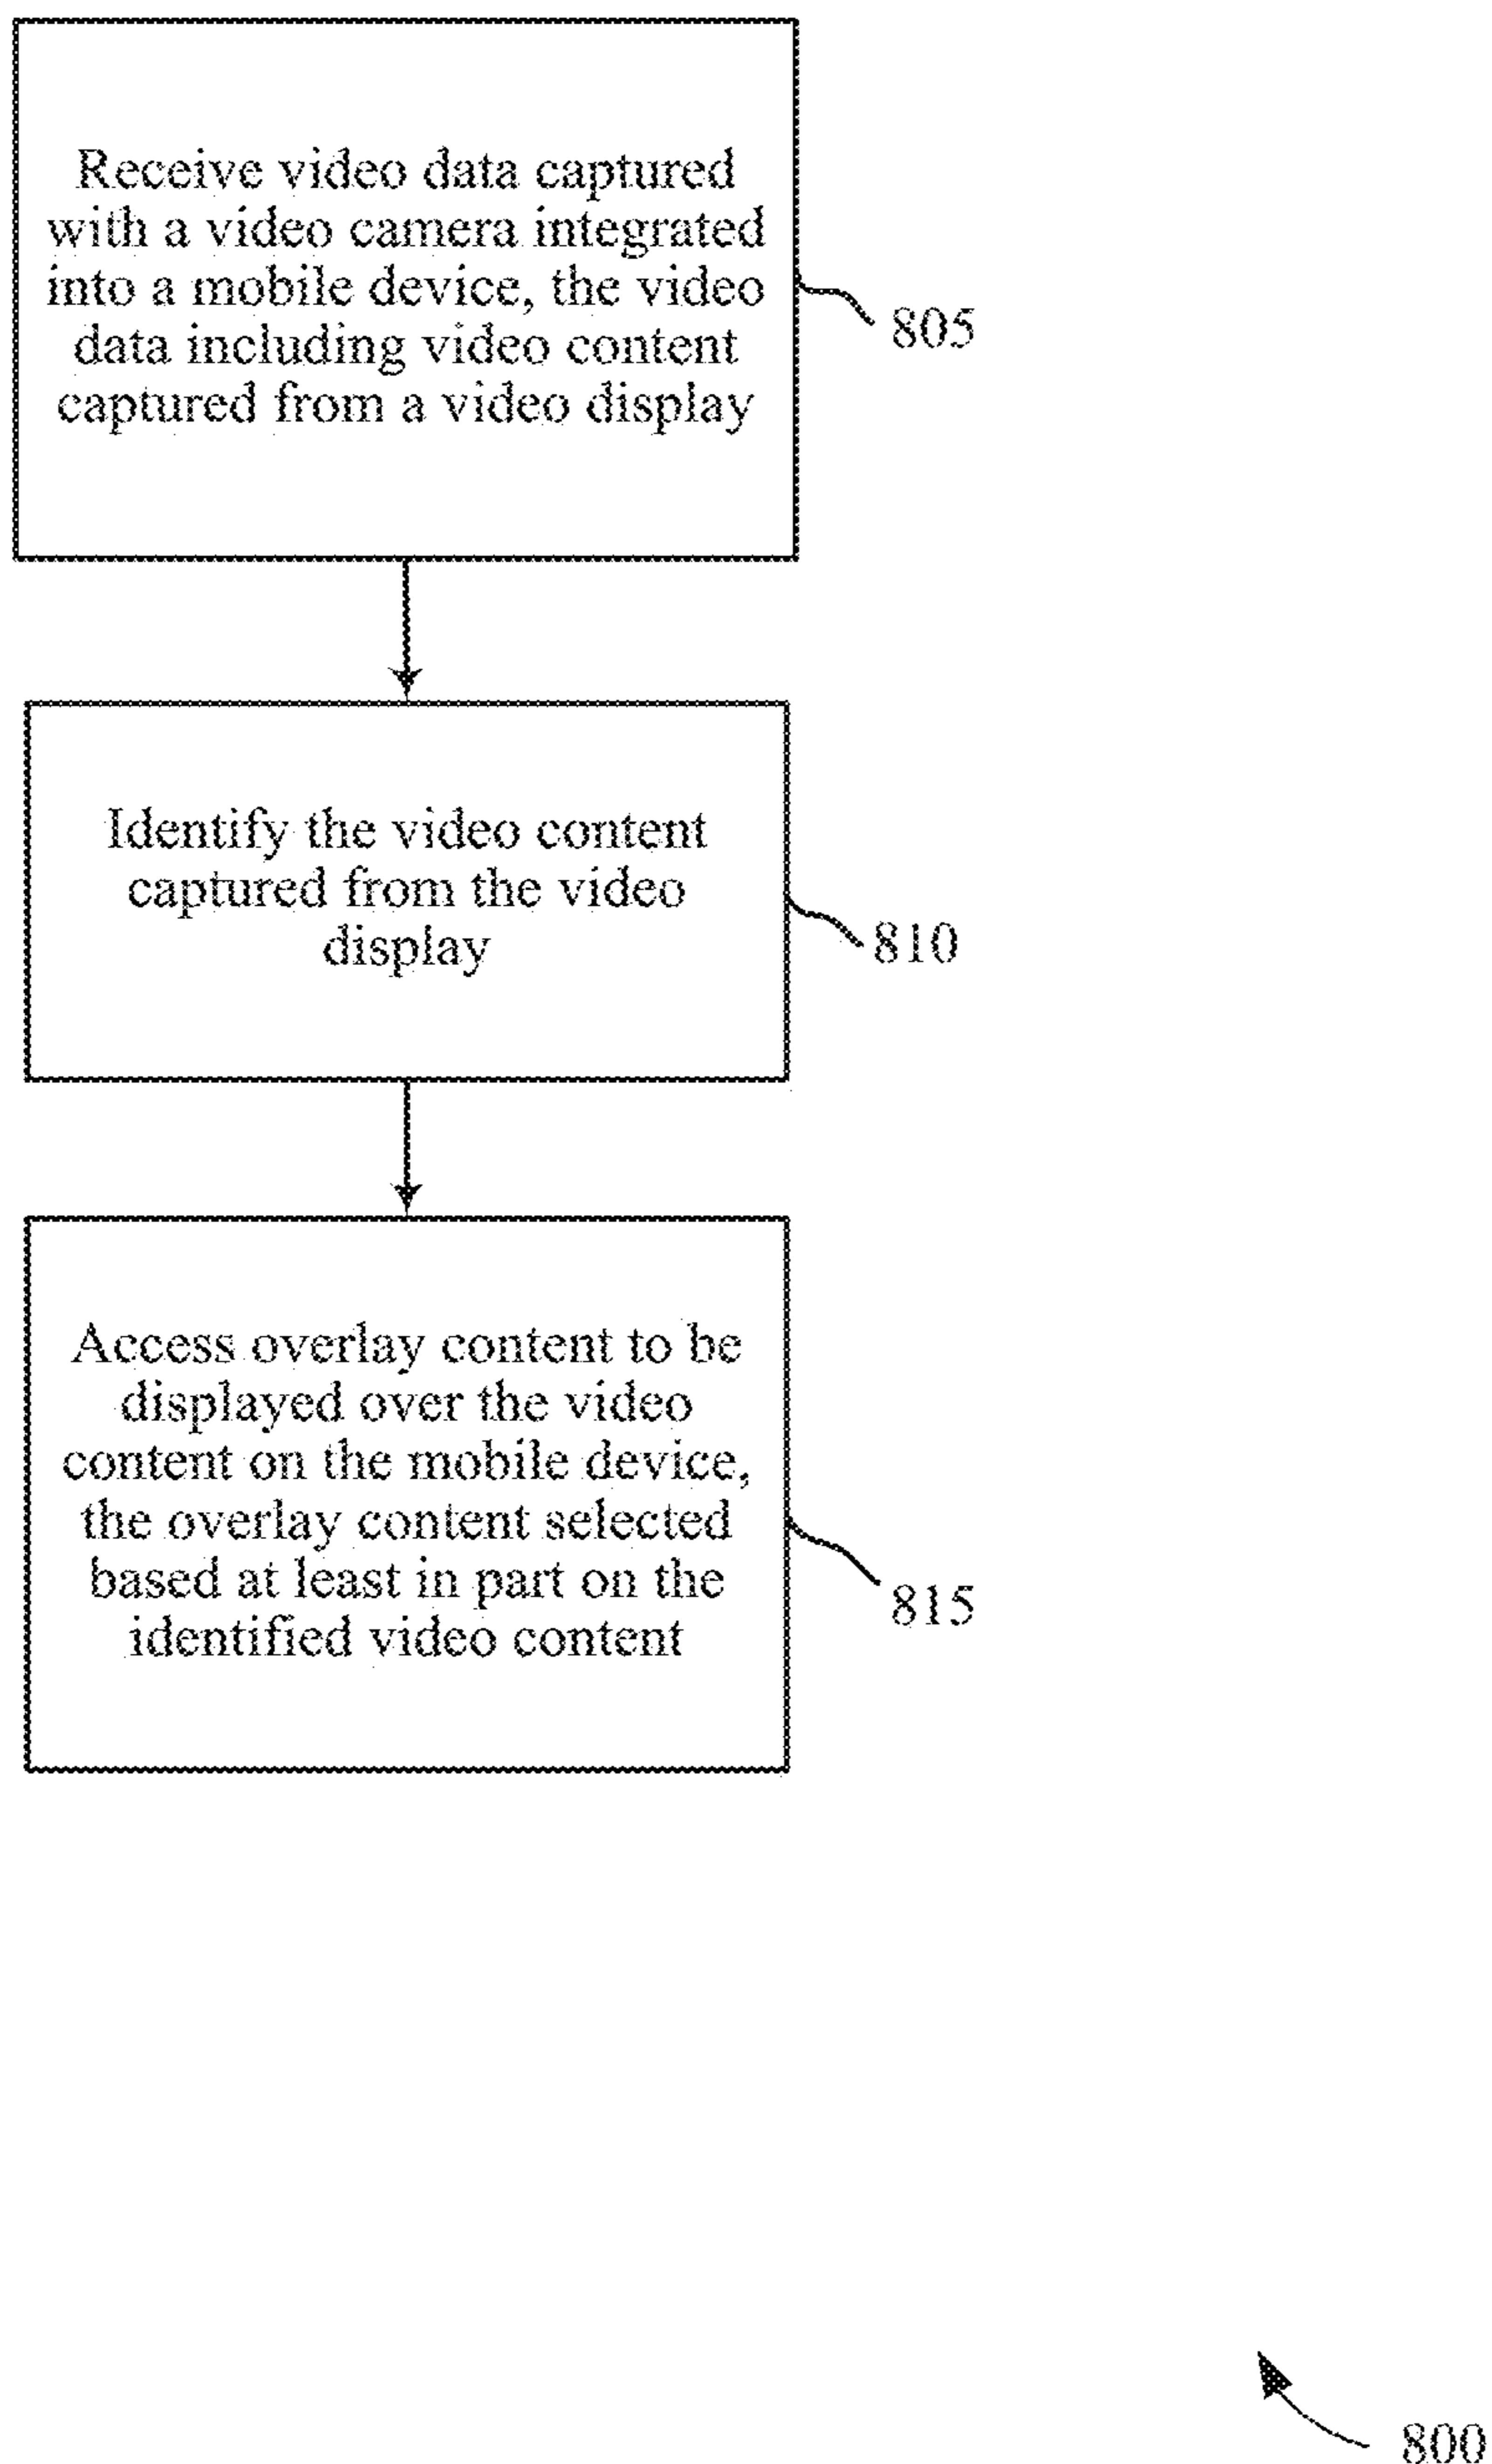 Receive video data captured
with a video camera integrated
into a mobile device, the video
data including video content
captured from a video display
805
Identify the video content
captured from the video
display
810
Access overlay content to be
displayed over the video
content on the mobile device,
the overlay content selected
based at least in part on the
identified video content
815
800